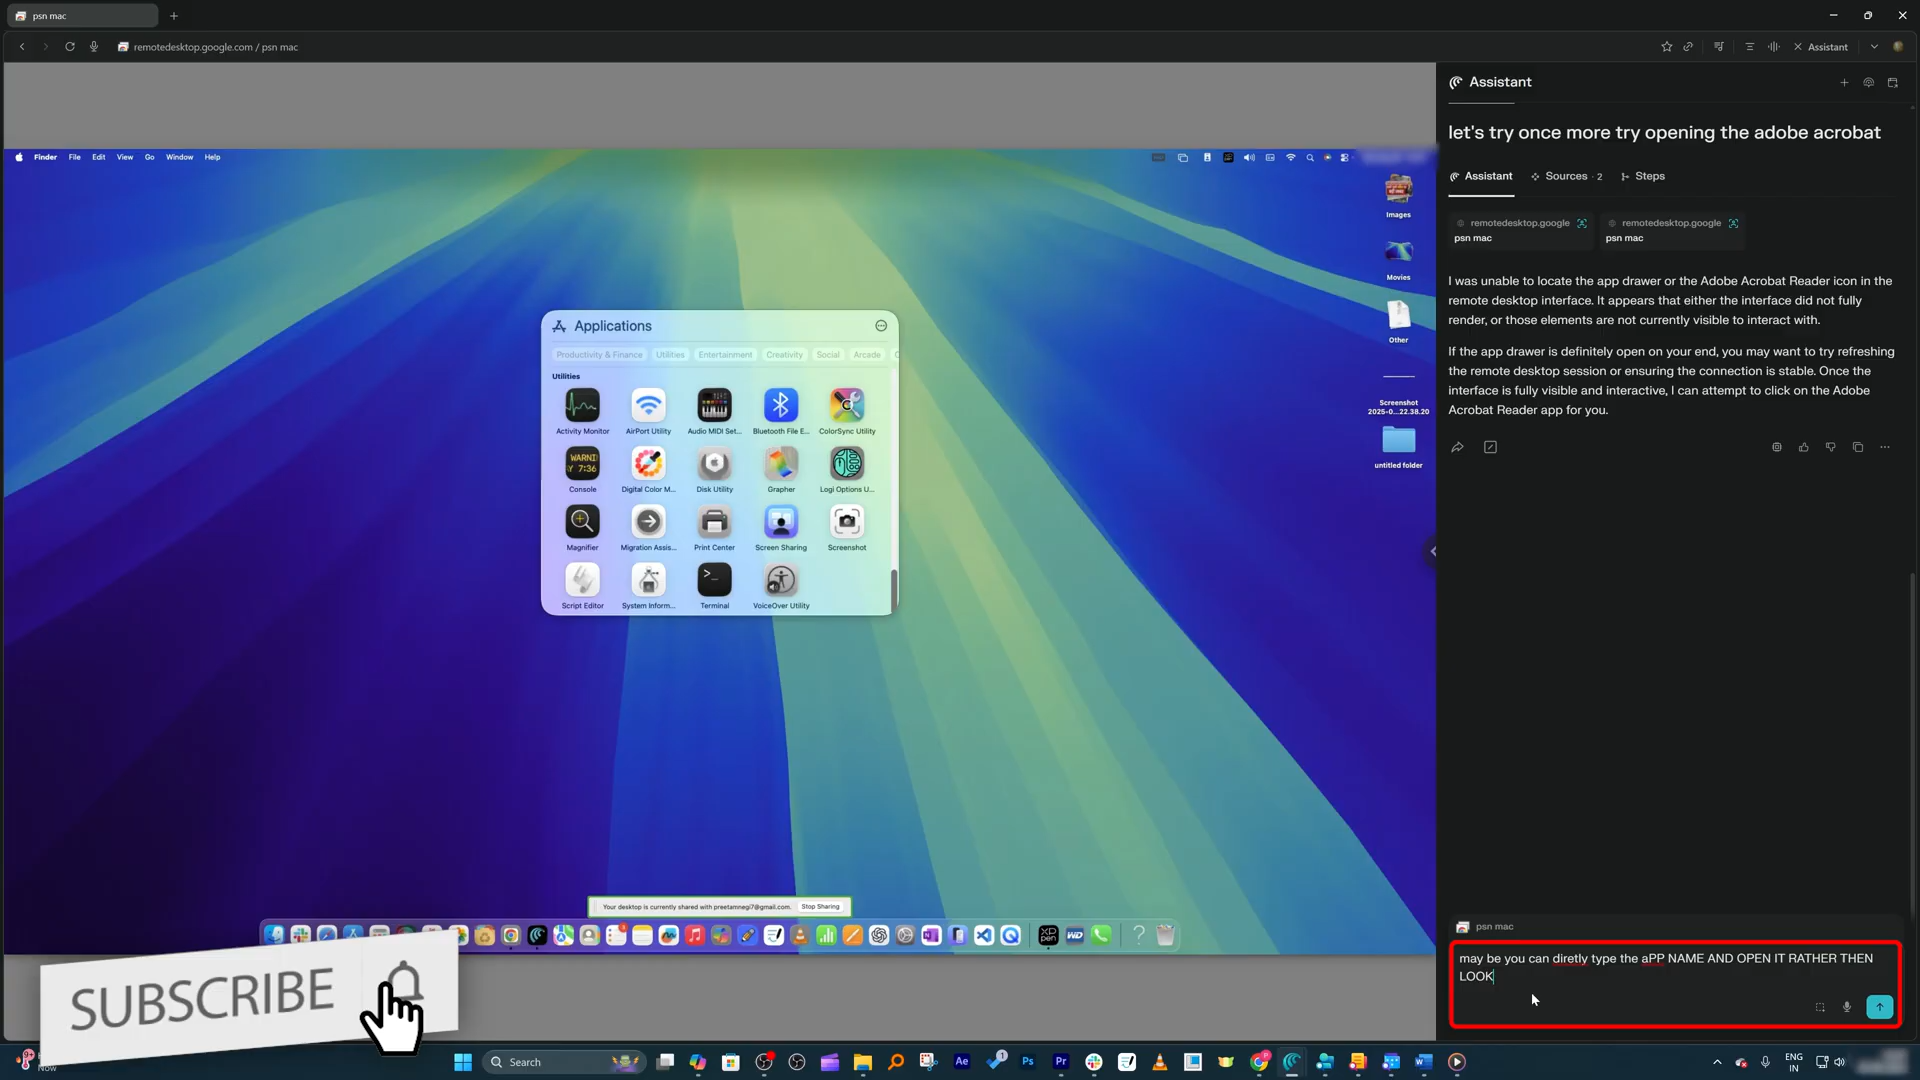 psn mac
remotedesktop.google.com / psn mac
Assistant
Finder File Edit View Go Window Help
Images
Movies
Other
Screenshot
2025-0...22.38.20
untitled folder
Applications
Productivity & Finance Utilities Entertainment Creativity Social Arcade
Utilities
Activity Monitor AirPort Utility Audio MIDI Set... Bluetooth File E... ColorSync Utility
WARNI
Y 7:36
Console Digital Color M... Disk Utility Grapher Logi Options U...
Magnifier Migration Assis... Print Center Screen Sharing Screenshot
Script Editor System Inform... Terminal VoiceOver Utility
Your desktop is currently shared with preetamnegi7@gmail.com. Stop Sharing
SUBSCRIBE
Assistant
let's try once more try opening the adobe acrobat
Assistant Sources · 2 Steps
remotedesktop.google remotedesktop.google
psn mac psn mac
I was unable to locate the app drawer or the Adobe Acrobat Reader icon in the
remote desktop interface. It appears that either the interface did not fully
render, or those elements are not currently visible to interact with.
If the app drawer is definitely open on your end, you may want to try refreshing
the remote desktop session or ensuring the connection is stable. Once the
interface is fully visible and interactive, I can attempt to click on the Adobe
Acrobat Reader app for you.
psn mac
may be you can diretly type the aPP NAME AND OPEN IT RATHER THEN
LOOK
Now
Search
ENG
IN